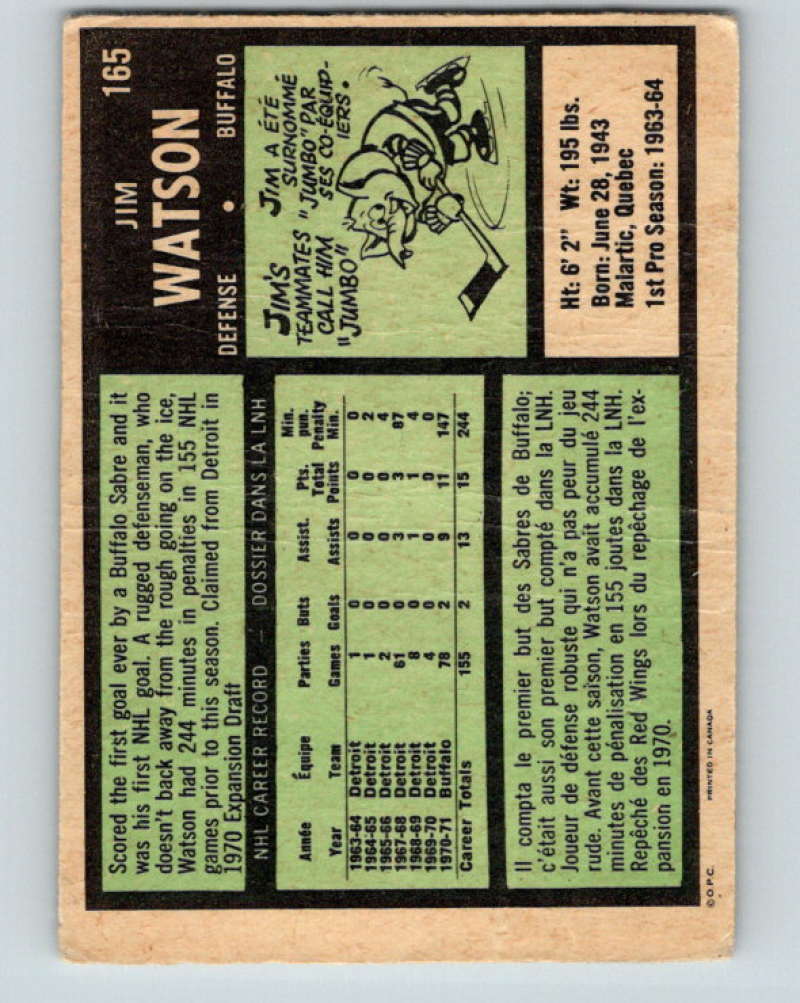 165
JIM
WATSON
DEFENSE • BUFFALO
JIM'S
TEAMMATES
CALL HIM
"JUMBO"
JIM A ÉTÉ
SURNOMMÉ
"JUMBO" PAR
SES CO-ÉQUIP-
IERS.
Ht: 6' 2" Wt: 195 lbs.
Born: June 28, 1943
Malartic, Quebec
1st Pro Season: 1963-64
Scored the first goal ever by a Buffalo Sabre and it
was his first NHL goal. A rugged defenseman, who
doesn't back away from the rough going on the ice,
Watson had 244 minutes in penalties in 155 NHL
games prior to this season. Claimed from Detroit in
1970 Expansion Draft
NHL CAREER RECORD — DOSSIER DANS LA LNH
Min.
Pts. pun.
Année Équipe Parties Buts Assist. Total Penalty
Year Team Games Goals Assists Points Min.
1963-64 Detroit 1 0 0 0 0
1964-65 Detroit 1 0 0 0 2
1965-66 Detroit 2 0 0 0 4
1967-68 Detroit 61 0 3 3 87
1968-69 Detroit 8 0 1 1 4
1969-70 Detroit 4 0 0 0 0
1970-71 Buffalo 78 2 9 11 147
Career Totals 155 2 13 15 244
Il compta le premier but des Sabres de Buffalo;
c'était aussi son premier but compté dans la LNH.
Joueur de défense robuste qui n'a pas peur du jeu
rude. Avant cette saison, Watson avait accumulé 244
minutes de pénalisation en 155 joutes dans la LNH.
Repêché des Red Wings lors du repêchage de l'ex-
pansion en 1970.
© O.P.C. PRINTED IN CANADA